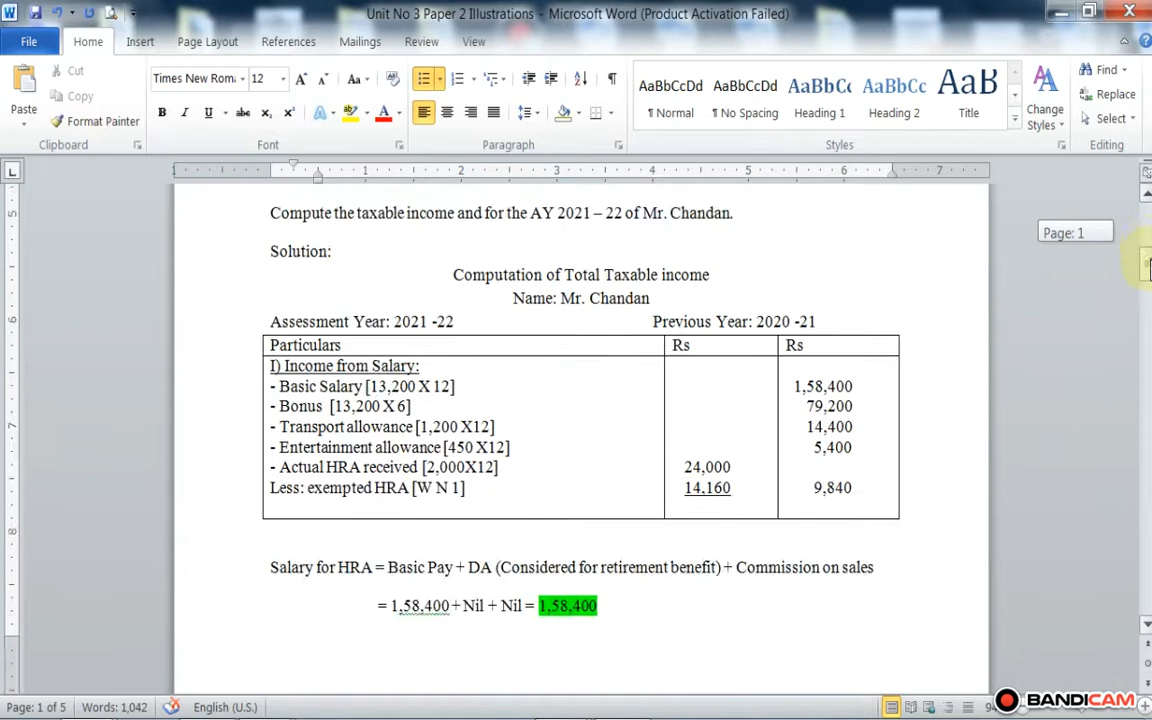 Unit No 3 Paper 2 Illustrations - Microsoft Word (Product Activation Failed)
File Home Insert Page Layout References Mailings Review View
Cut
Copy
Paste
Format Painter
Clipboard
Times New Rom 12
Font
Paragraph
AaBbCcDd AaBbCcDd AaBbCc AaBbCc AaB
¶ Normal ¶ No Spacing Heading 1 Heading 2 Title
Change Styles
Styles
Find
Replace
Select
Editing
Compute the taxable income and for the AY 2021 – 22 of Mr. Chandan.
Page: 1
Solution:
Computation of Total Taxable income
Name: Mr. Chandan
Assessment Year: 2021 -22 Previous Year: 2020 -21
Particulars Rs Rs
I) Income from Salary:
- Basic Salary [13,200 X 12] 1,58,400
- Bonus [13,200 X 6] 79,200
- Transport allowance [1,200 X12] 14,400
- Entertainment allowance [450 X12] 5,400
- Actual HRA received [2,000X12] 24,000
Less: exempted HRA [W N 1] 14,160 9,840
Salary for HRA = Basic Pay + DA (Considered for retirement benefit) + Commission on sales
= 1,58,400 + Nil + Nil = 1,58,400
Page: 1 of 5 Words: 1,042 English (U.S.)
BANDICAM